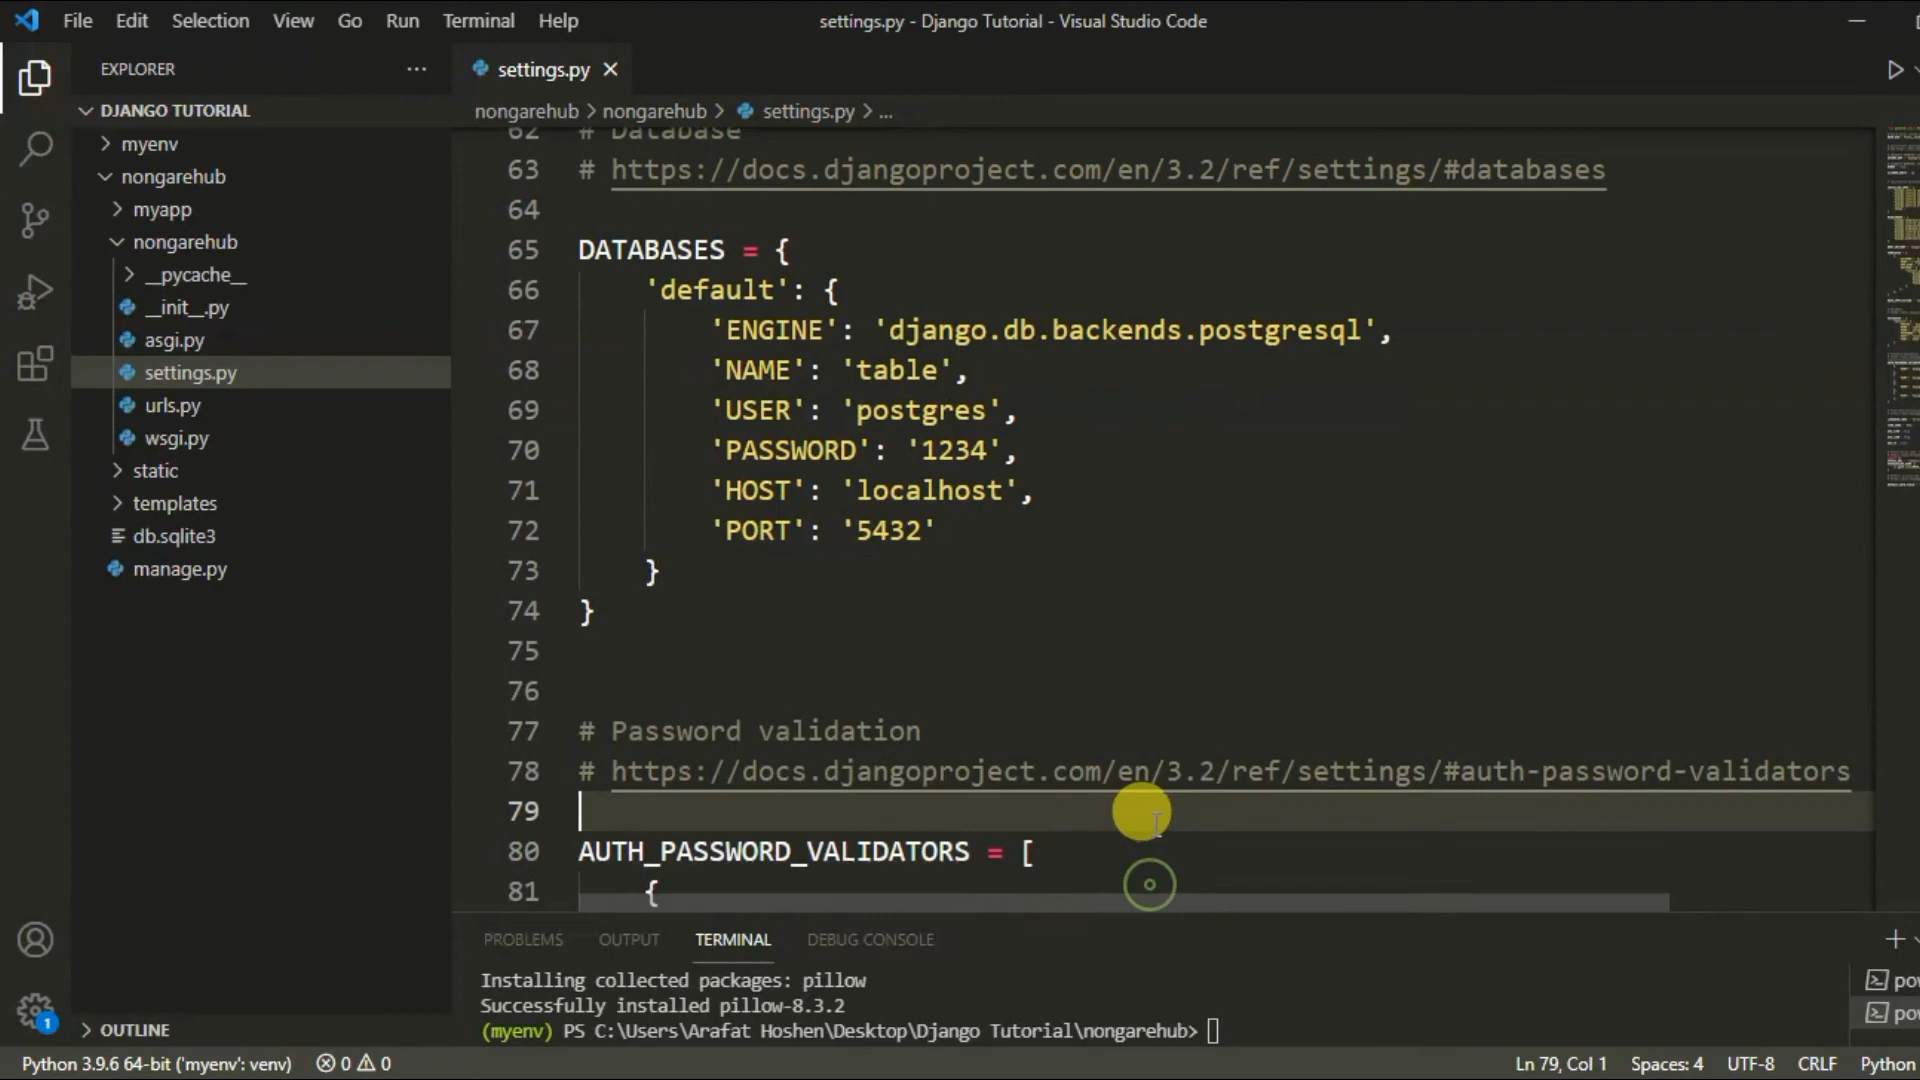 File Edit Selection View Go Run Terminal Help
settings.py - Django Tutorial - Visual Studio Code
EXPLORER ...
DJANGO TUTORIAL
myenv
nongarehub
myapp
nongarehub
__pycache__
__init__.py
asgi.py
settings.py
urls.py
wsgi.py
static
templates
db.sqlite3
manage.py
OUTLINE
settings.py
nongarehub > nongarehub > settings.py > ...
62 # Database
63 # https://docs.djangoproject.com/en/3.2/ref/settings/#databases
64
65 DATABASES = {
66 'default': {
67 'ENGINE': 'django.db.backends.postgresql',
68 'NAME': 'table',
69 'USER': 'postgres',
70 'PASSWORD': '1234',
71 'HOST': 'localhost',
72 'PORT': '5432'
73 }
74 }
75
76
77 # Password validation
78 # https://docs.djangoproject.com/en/3.2/ref/settings/#auth-password-validators
79
80 AUTH_PASSWORD_VALIDATORS = [
81 {
PROBLEMS OUTPUT TERMINAL DEBUG CONSOLE
Installing collected packages: pillow
Successfully installed pillow-8.3.2
(myenv) PS C:\Users\Arafat Hoshen\Desktop\Django Tutorial\nongarehub>
pow
pow
1
Python 3.9.6 64-bit ('myenv': venv) 0 0
Ln 79, Col 1 Spaces: 4 UTF-8 CRLF Python